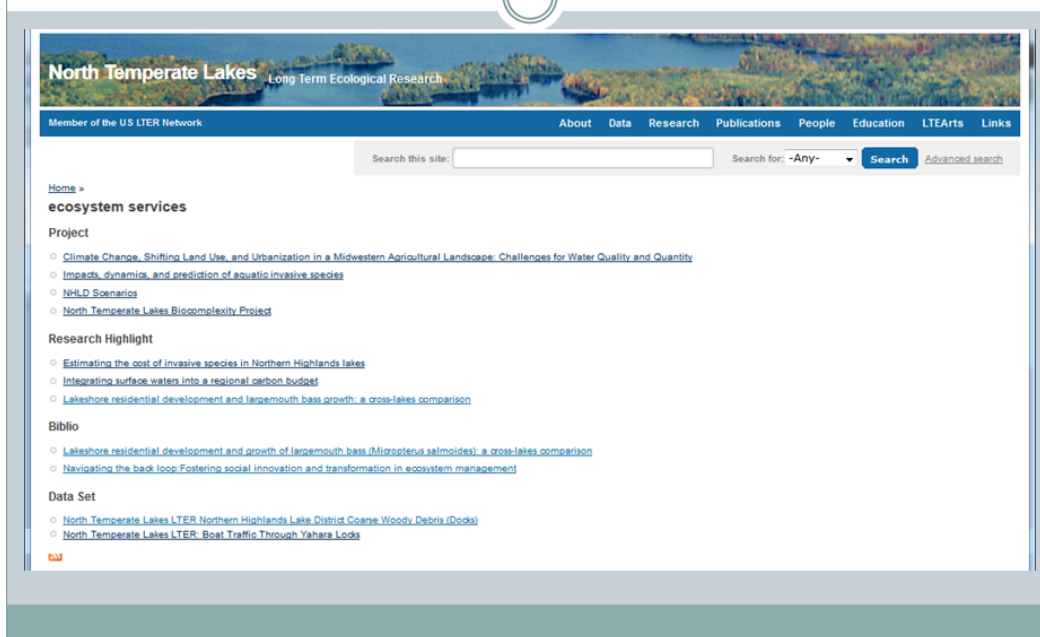 North Temperate Lakes Long Term Ecological Research
Member of the US LTER Network About Data Research Publications People Education LTEArts Links
Search this site: Search for: -Any- Search Advanced search
Home »
ecosystem services
Project
Climate Change, Shifting Land Use, and Urbanization in a Midwestern Agricultural Landscape: Challenges for Water Quality and Quantity
Impacts, dynamics, and prediction of aquatic invasive species
NHLD Scenarios
North Temperate Lakes Biocomplexity Project
Research Highlight
Estimating the cost of invasive species in Northern Highlands lakes
Integrating surface waters into a regional carbon budget
Lakeshore residential development and largemouth bass growth: a cross-lakes comparison
Biblio
Lakeshore residential development and growth of largemouth bass (Micropterus salmoides): a cross-lakes comparison
Navigating the back loop:Fostering social innovation and transformation in ecosystem management
Data Set
North Temperate Lakes LTER Northern Highlands Lake District Coarse Woody Debris (Docks)
North Temperate Lakes LTER: Boat Traffic Through Yahara Locks